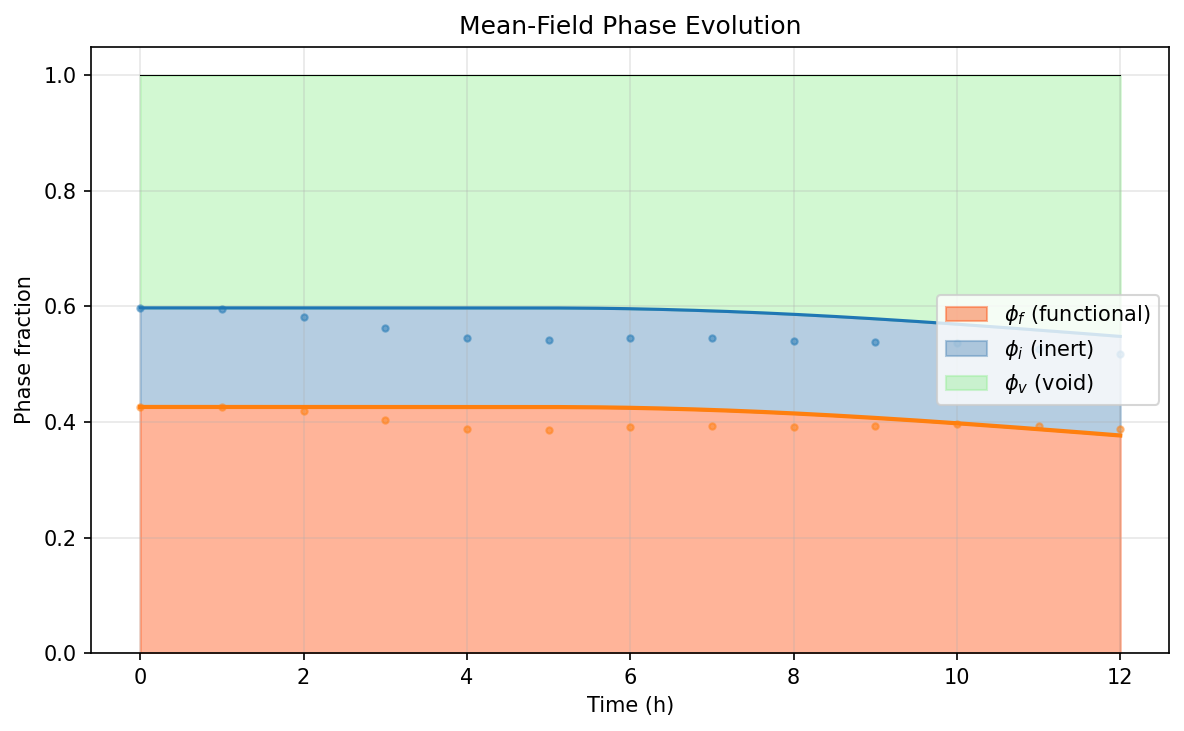 Mean-Field Phase Evolution
Phase fraction
1.0
0.8
0.6
0.4
0.2
0.0
ϕf (functional)
ϕi (inert)
ϕv (void)
0 2 4 6 8 10 12
Time (h)